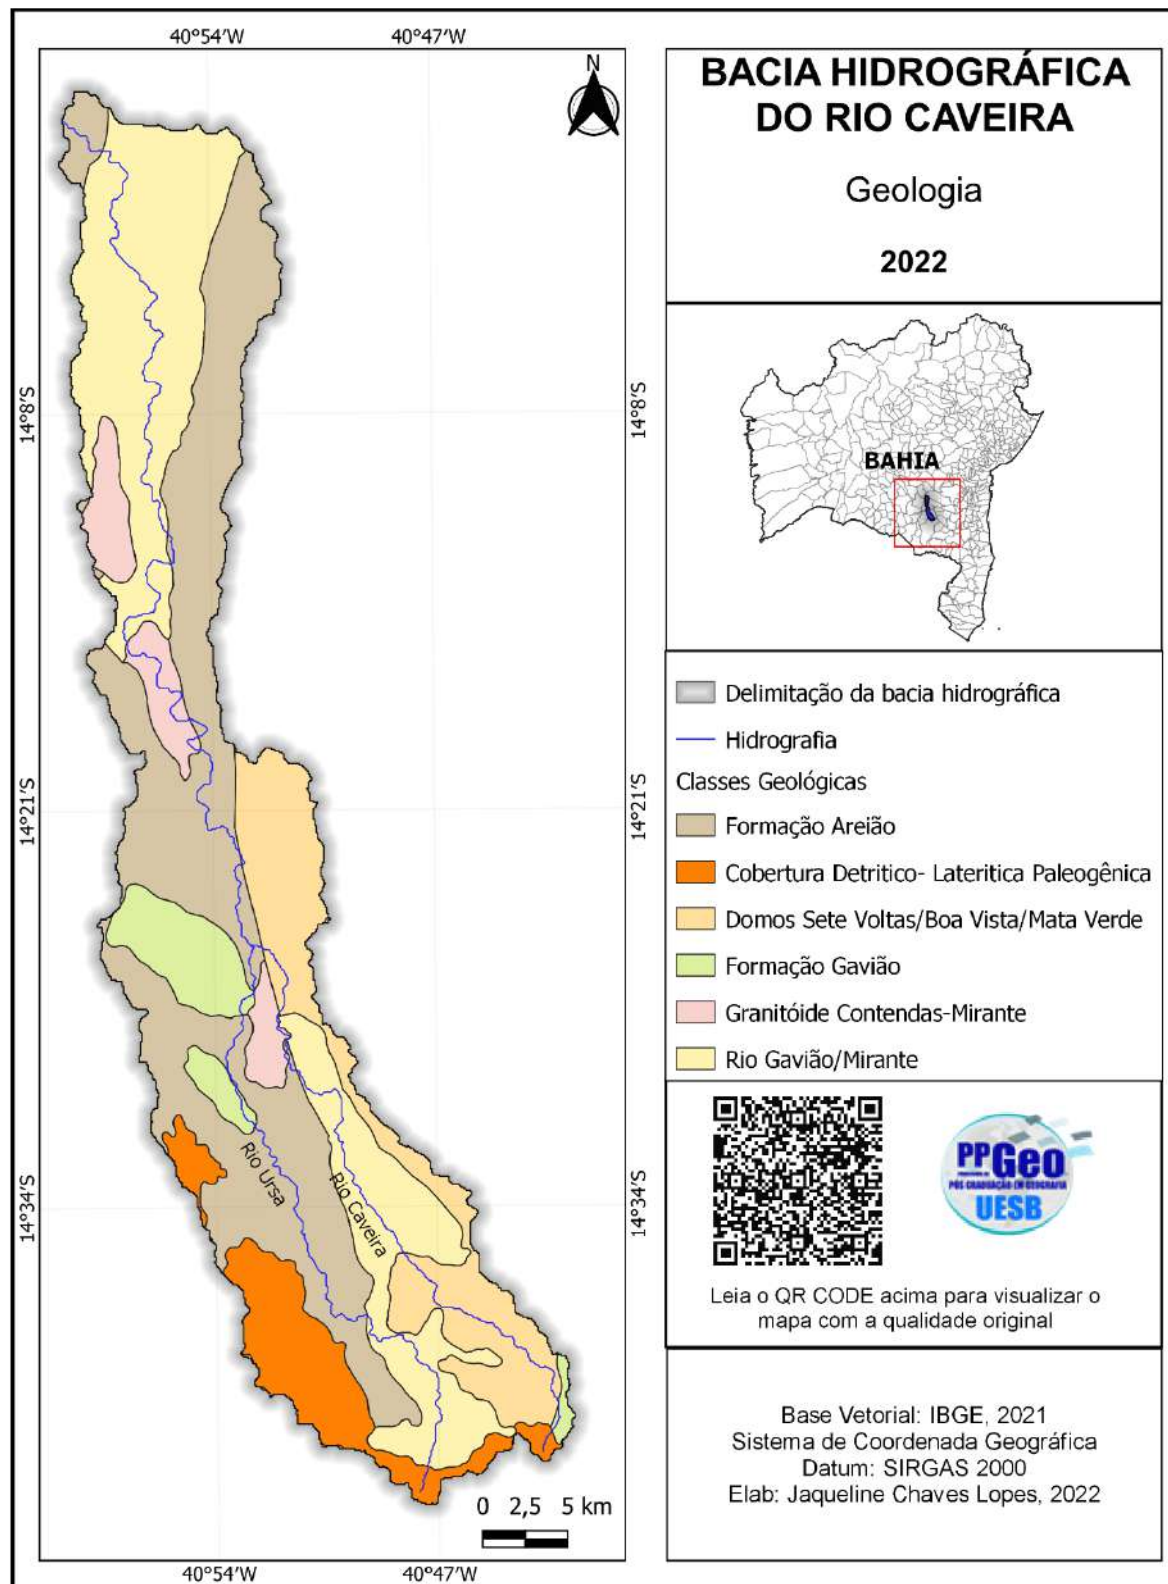 40°54'W
40°47'W
N
14°8'S
14°8'S
14°21'S
14°21'S
14°34'S
14°34'S
Rio Ursa
Rio Caveira
0 2,5 5 km
40°54'W
40°47'W
BACIA HIDROGRÁFICA
DO RIO CAVEIRA
Geologia
2022
BAHIA
Delimitação da bacia hidrográfica
Hidrografia
Classes Geológicas
Formação Areião
Cobertura Detritico- Lateritica Paleogênica
Domos Sete Voltas/Boa Vista/Mata Verde
Formação Gavião
Granitóide Contendas-Mirante
Rio Gavião/Mirante
PPGeo
PÓS GRADUAÇÃO EM GEOGRAFIA
UESB
Leia o QR CODE acima para visualizar o
mapa com a qualidade original
Base Vetorial: IBGE, 2021
Sistema de Coordenada Geográfica
Datum: SIRGAS 2000
Elab: Jaqueline Chaves Lopes, 2022